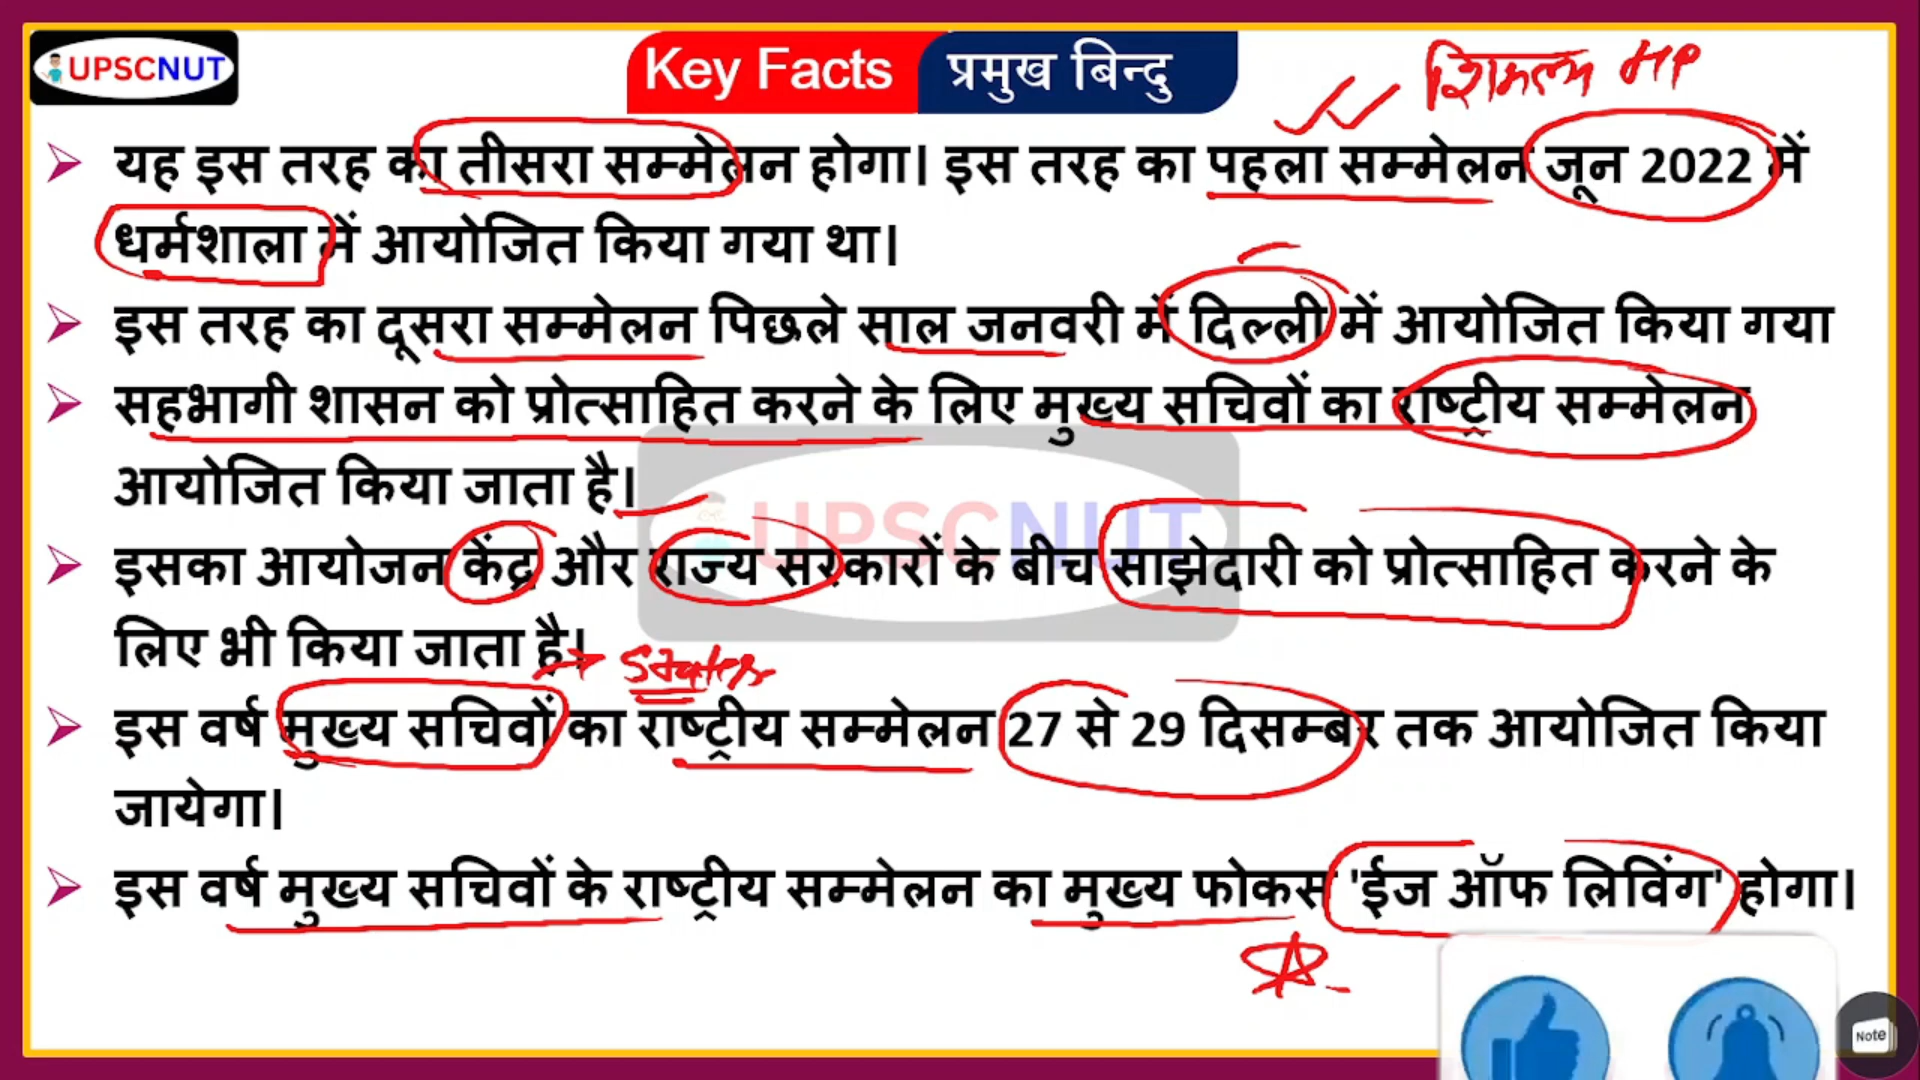 UPSCNUT
Key Facts प्रमुख बिन्दु
शिमला HP
यह इस तरह का तीसरा सम्मेलन होगा। इस तरह का पहला सम्मेलन जून 2022 में
धर्मशाला में आयोजित किया गया था।
इस तरह का दूसरा सम्मेलन पिछले साल जनवरी में दिल्ली में आयोजित किया गया
सहभागी शासन को प्रोत्साहित करने के लिए मुख्य सचिवों का राष्ट्रीय सम्मेलन
आयोजित किया जाता है।
UPSCNUT
इसका आयोजन केंद्र और राज्य सरकारों के बीच साझेदारी को प्रोत्साहित करने के
लिए भी किया जाता है।
States
इस वर्ष मुख्य सचिवों का राष्ट्रीय सम्मेलन 27 से 29 दिसम्बर तक आयोजित किया
जायेगा।
इस वर्ष मुख्य सचिवों के राष्ट्रीय सम्मेलन का मुख्य फोकस 'ईज ऑफ लिविंग' होगा।
Note